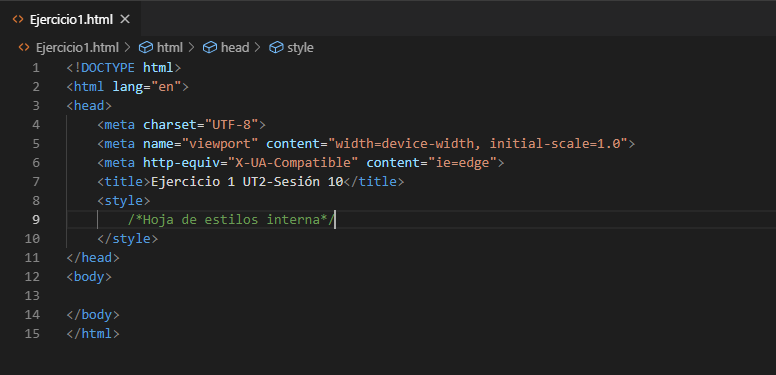 Ejercicio1.html ×
Ejercicio1.html > html > head > style
1 <!DOCTYPE html>
2 <html lang="en">
3 <head>
4     <meta charset="UTF-8">
5     <meta name="viewport" content="width=device-width, initial-scale=1.0">
6     <meta http-equiv="X-UA-Compatible" content="ie=edge">
7     <title>Ejercicio 1 UT2-Sesión 10</title>
8     <style>
9         /*Hoja de estilos interna*/
10     </style>
11 </head>
12 <body>
13
14 </body>
15 </html>